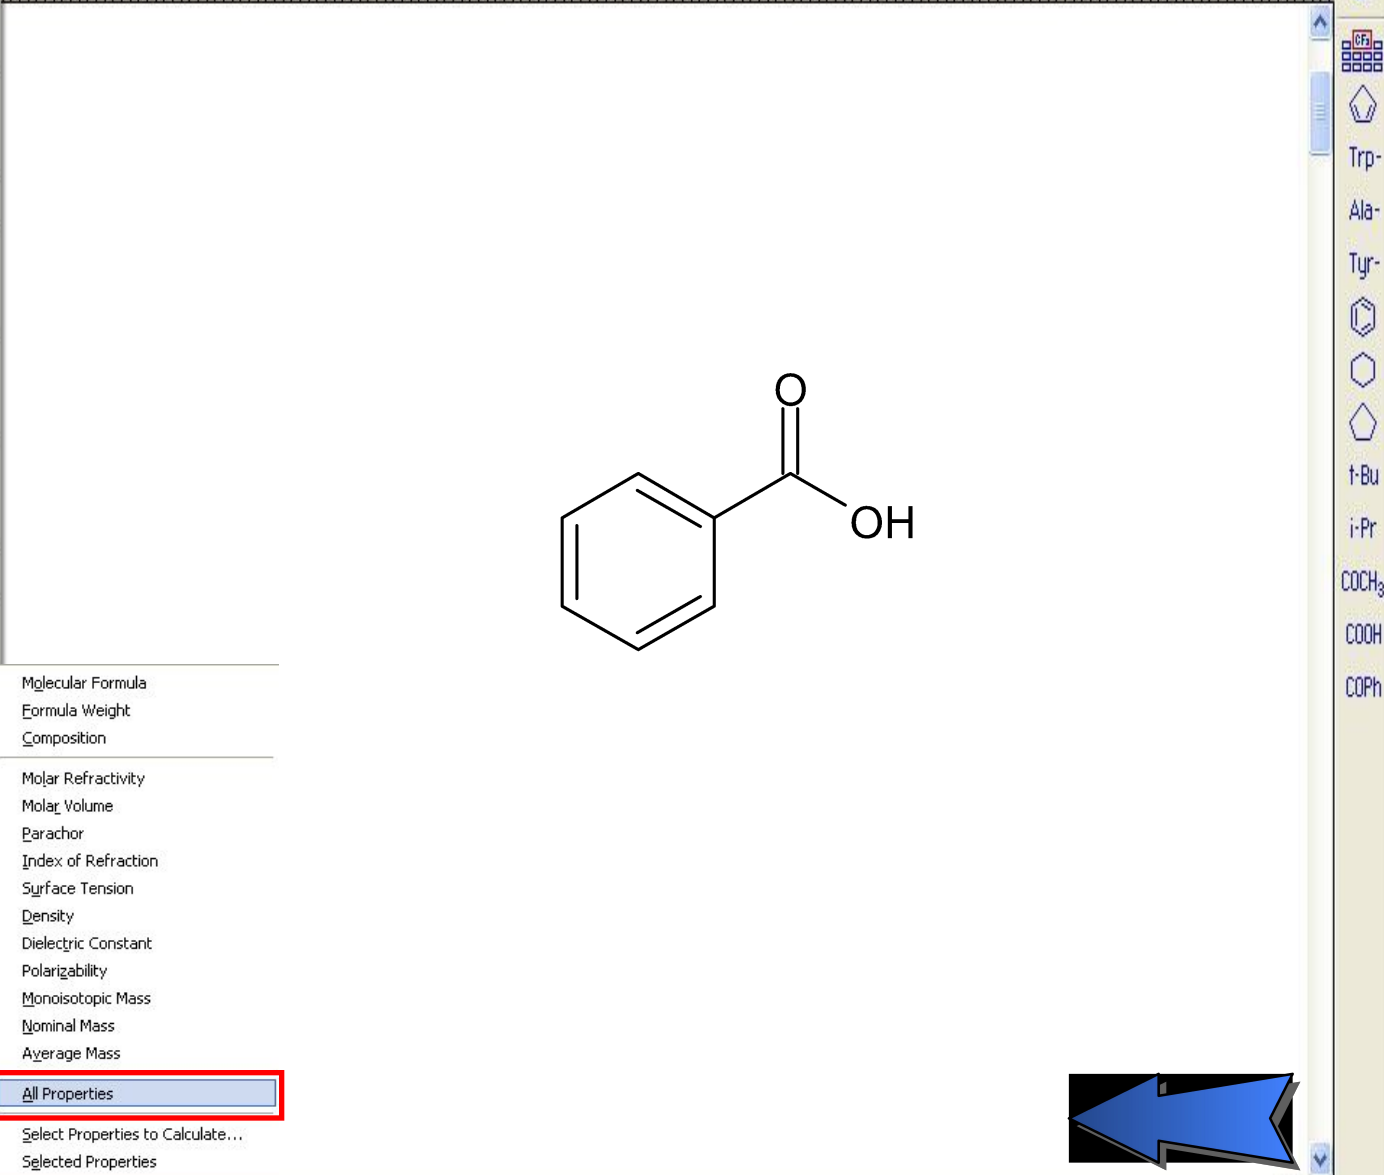 CF3
Trp-
Ala-
Tyr-
O
OH
t-Bu
i-Pr
COCH3
COOH
COPh
Molecular Formula
Formula Weight
Composition
Molar Refractivity
Molar Volume
Parachor
Index of Refraction
Surface Tension
Density
Dielectric Constant
Polarizability
Monoisotopic Mass
Nominal Mass
Average Mass
All Properties
Select Properties to Calculate...
Selected Properties